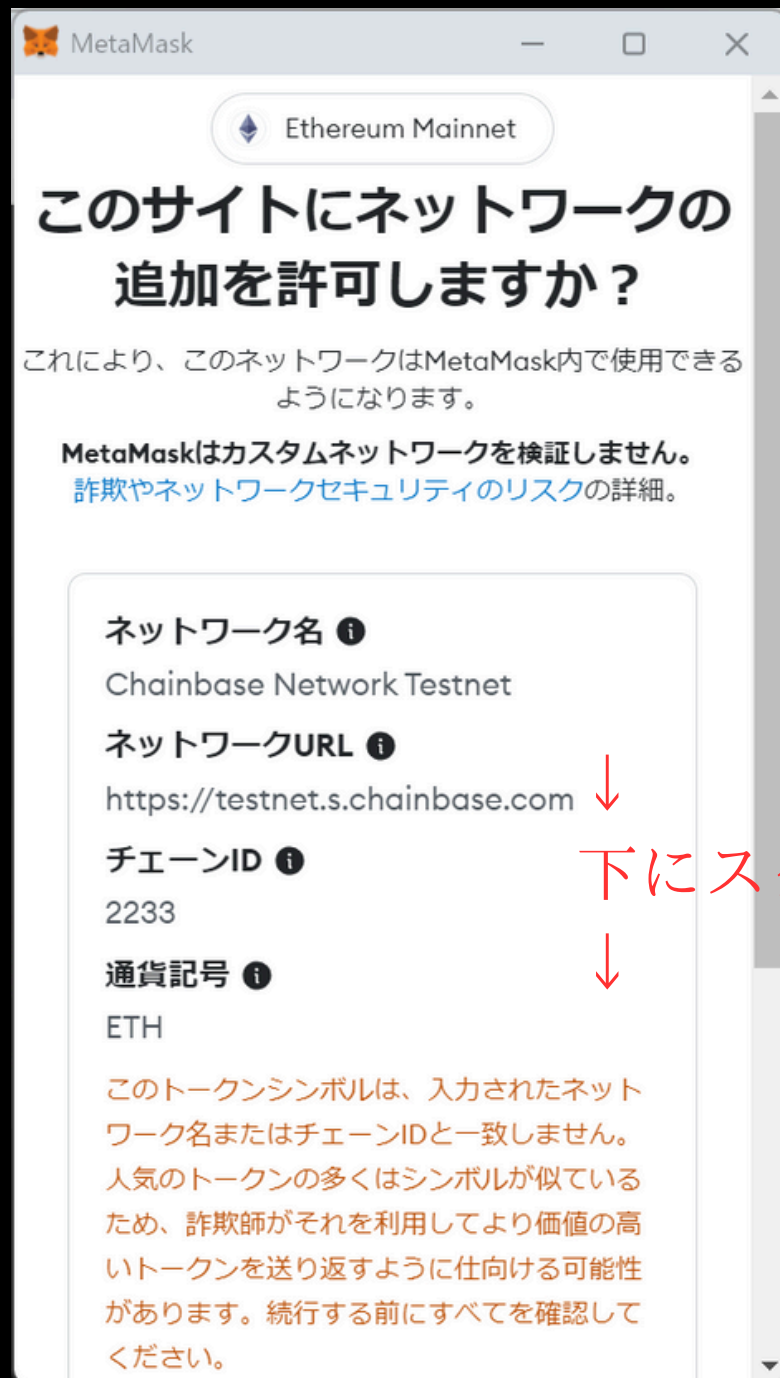 MetaMask
Ethereum Mainnet
このサイトにネットワークの
追加を許可しますか？
これにより、このネットワークはMetaMask内で使用できる
ようになります。
MetaMaskはカスタムネットワークを検証しません。
詐欺やネットワークセキュリティのリスクの詳細。
ネットワーク名
Chainbase Network Testnet
ネットワークURL
https://testnet.s.chainbase.com
↓
チェーンID
下にス
2233
↓
通貨記号
ETH
このトークンシンボルは、入力されたネット
ワーク名またはチェーンIDと一致しません。
人気のトークンの多くはシンボルが似ている
ため、詐欺師がそれを利用してより価値の高
いトークンを送り返すように仕向ける可能性
があります。続行する前にすべてを確認して
ください。